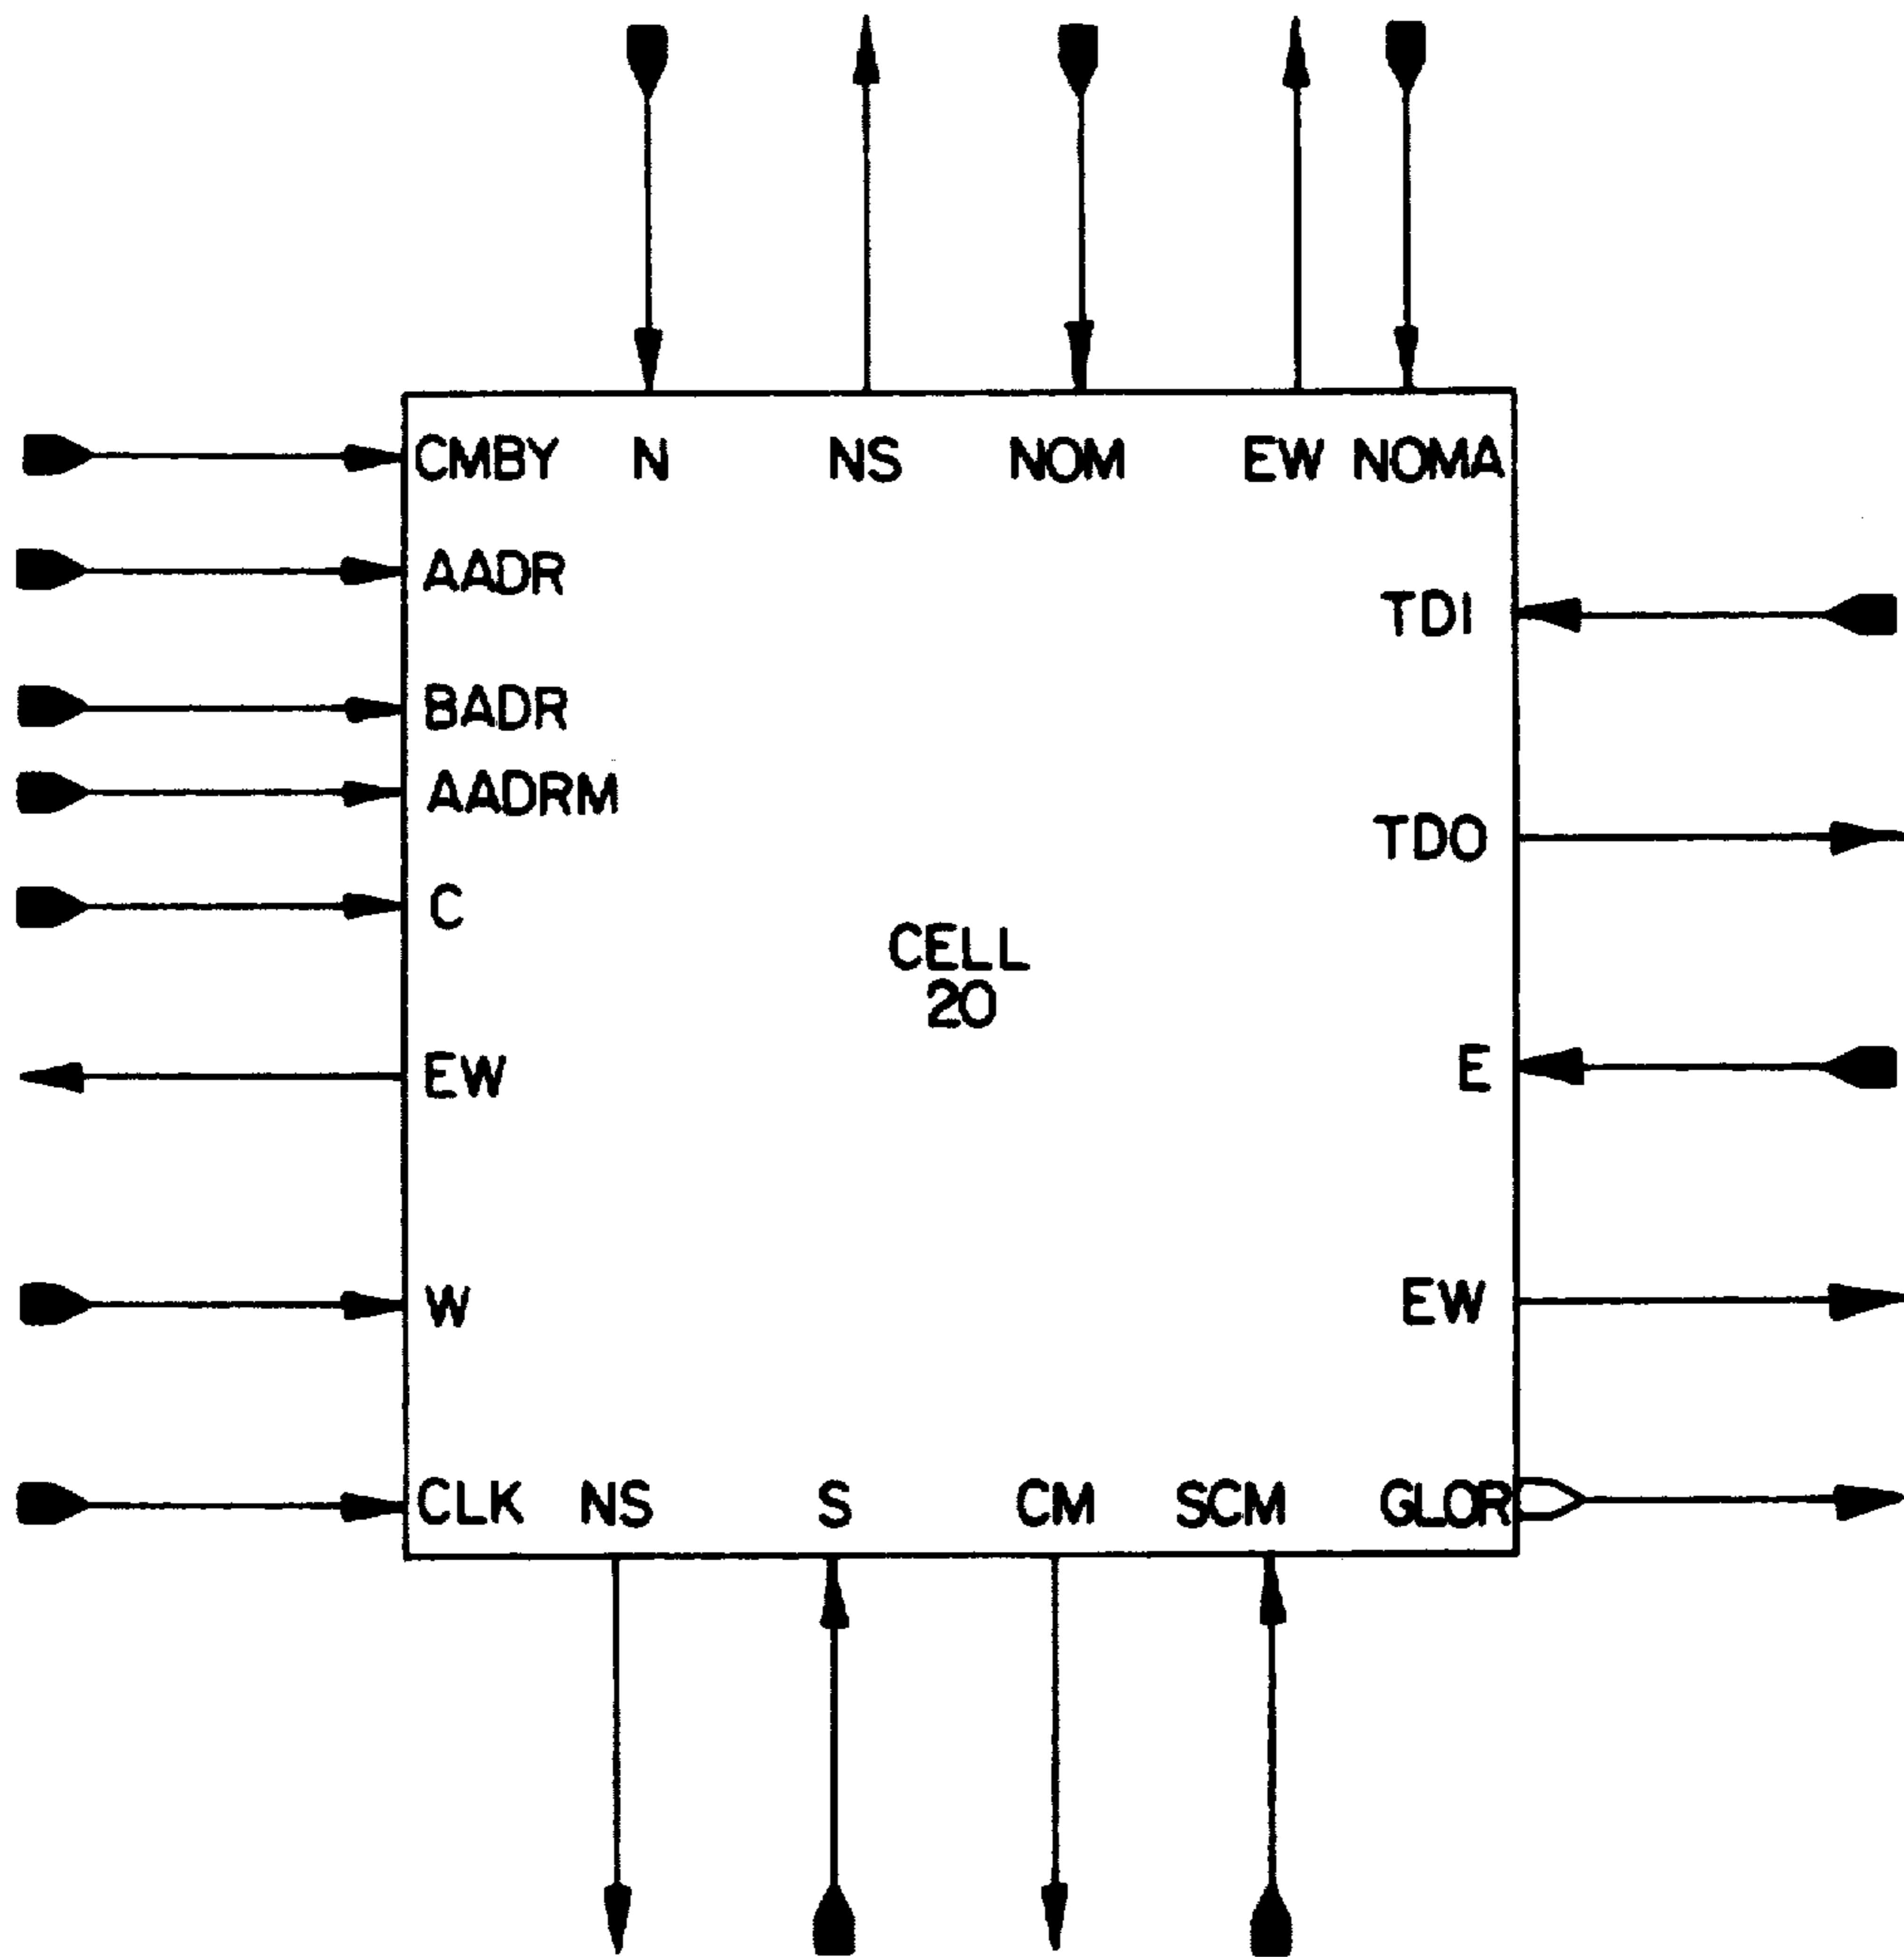 CMBY N NS NOM EW NOMA
AADR
TDI
BADR
AADRM
TDO
C
CELL
20
EW
E
W
EW
CLK NS S CM SCM GLOR